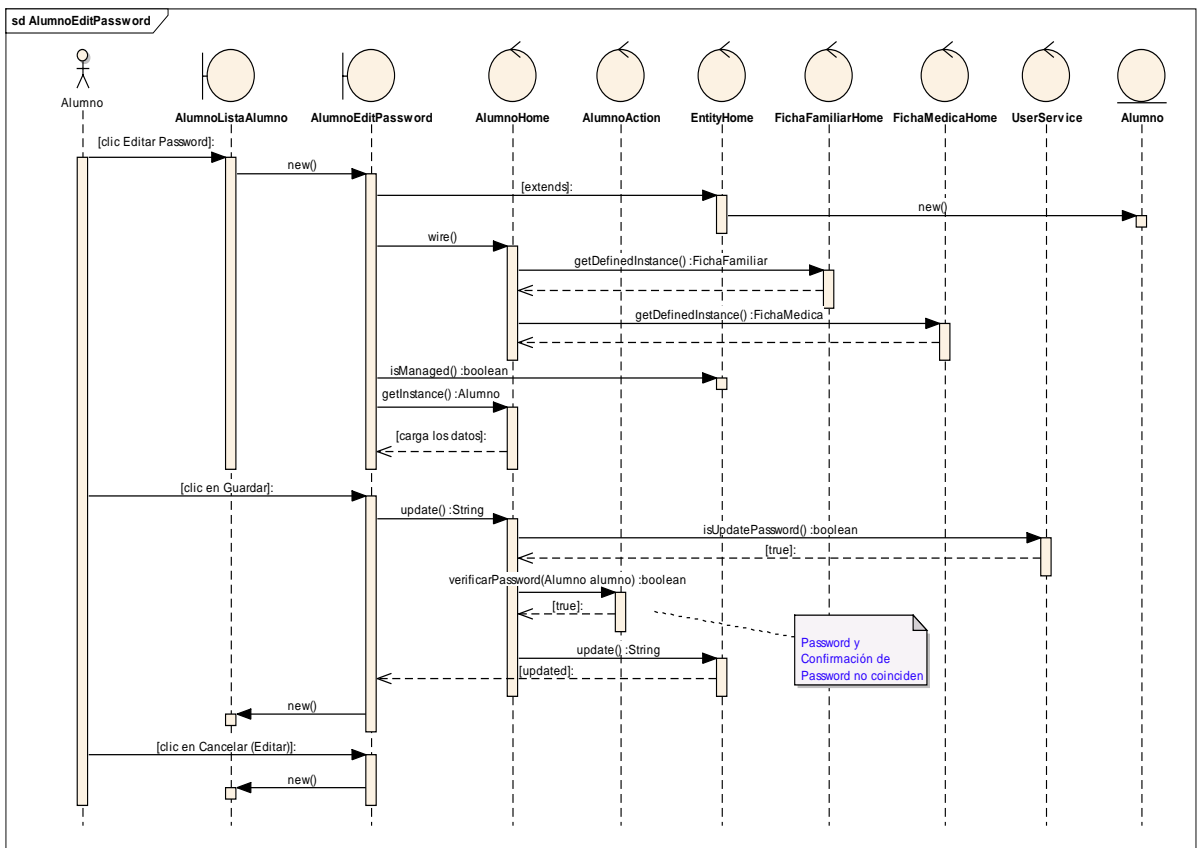 sd AlumnoEditPassword
Alumno
AlumnoListaAlumno
AlumnoEditPassword
AlumnoHome
AlumnoAction
EntityHome
FichaFamiliarHome
FichaMedicaHome
UserService
Alumno
[clic Editar Password]:
new()
[extends]:
new()
wire()
getDefinedInstance() :FichaFamiliar
getDefinedInstance() :FichaMedica
isManaged() :boolean
getInstance() :Alumno
[carga los datos]:
[clic en Guardar]:
update() :String
isUpdatePassword() :boolean
[true]:
verificarPassword(Alumno alumno) :boolean
[true]:
Password y
Confirmación de
Password no coinciden
update() :String
[updated]:
new()
[clic en Cancelar (Editar)]:
new()